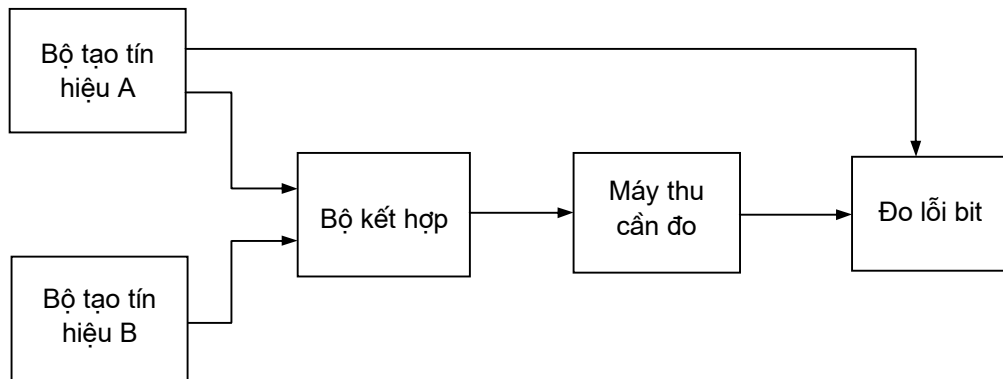 Bộ tạo tín
hiệu A
Bộ kết hợp
Máy thu
cần đo
Đo lỗi bit
Bộ tạo tín
hiệu B